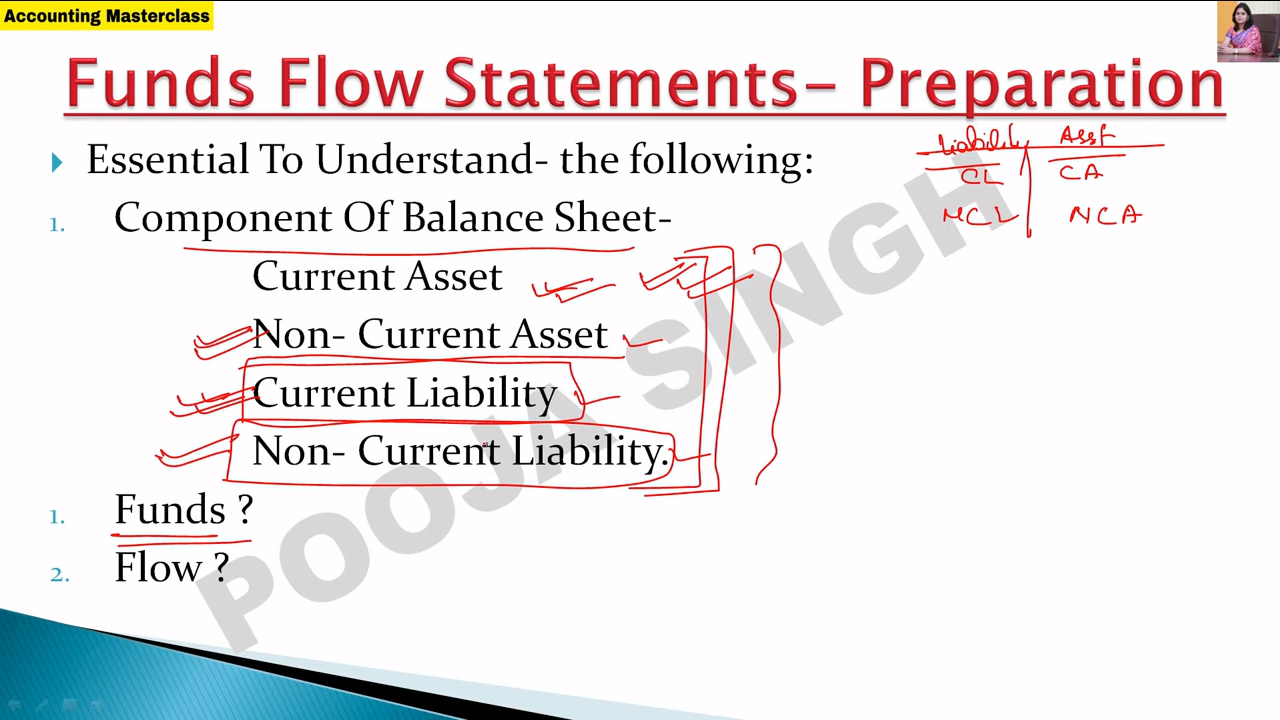 Accounting Masterclass
Funds Flow Statements- Preparation
Essential To Understand- the following:
1. Component Of Balance Sheet-
Current Asset
Non- Current Asset
Current Liability
Non- Current Liability.
1. Funds ?
2. Flow ?
Liability Asset
CL CA
NCL NCA
POOJA SINGH